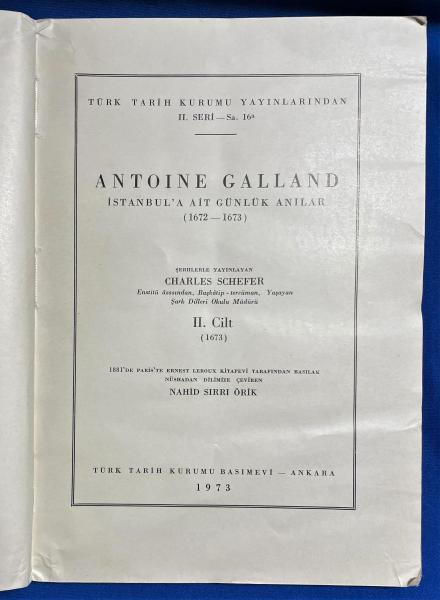 TÜRK TARİH KURUMU YAYINLARINDAN
II. SERİ — Sa. 16ᵃ
ANTOINE GALLAND
İSTANBUL'A AİT GÜNLÜK ANILAR
(1672 — 1673)
ŞERHLERLE YAYINLAYAN
CHARLES SCHEFER
Enstitü âzasından, Başkâtip-tercüman, Yaşayan
Şark Dilleri Okulu Müdürü
II. Cilt
(1673)
1881'DE PARİS'TE ERNEST LEROUX KİTAPEVİ TARAFINDAN BASILAN
NÜSHADAN DİLİMİZE ÇEVİREN
NAHİD SIRRI ÖRİK
TÜRK TARİH KURUMU BASIMEVİ — ANKARA
1973